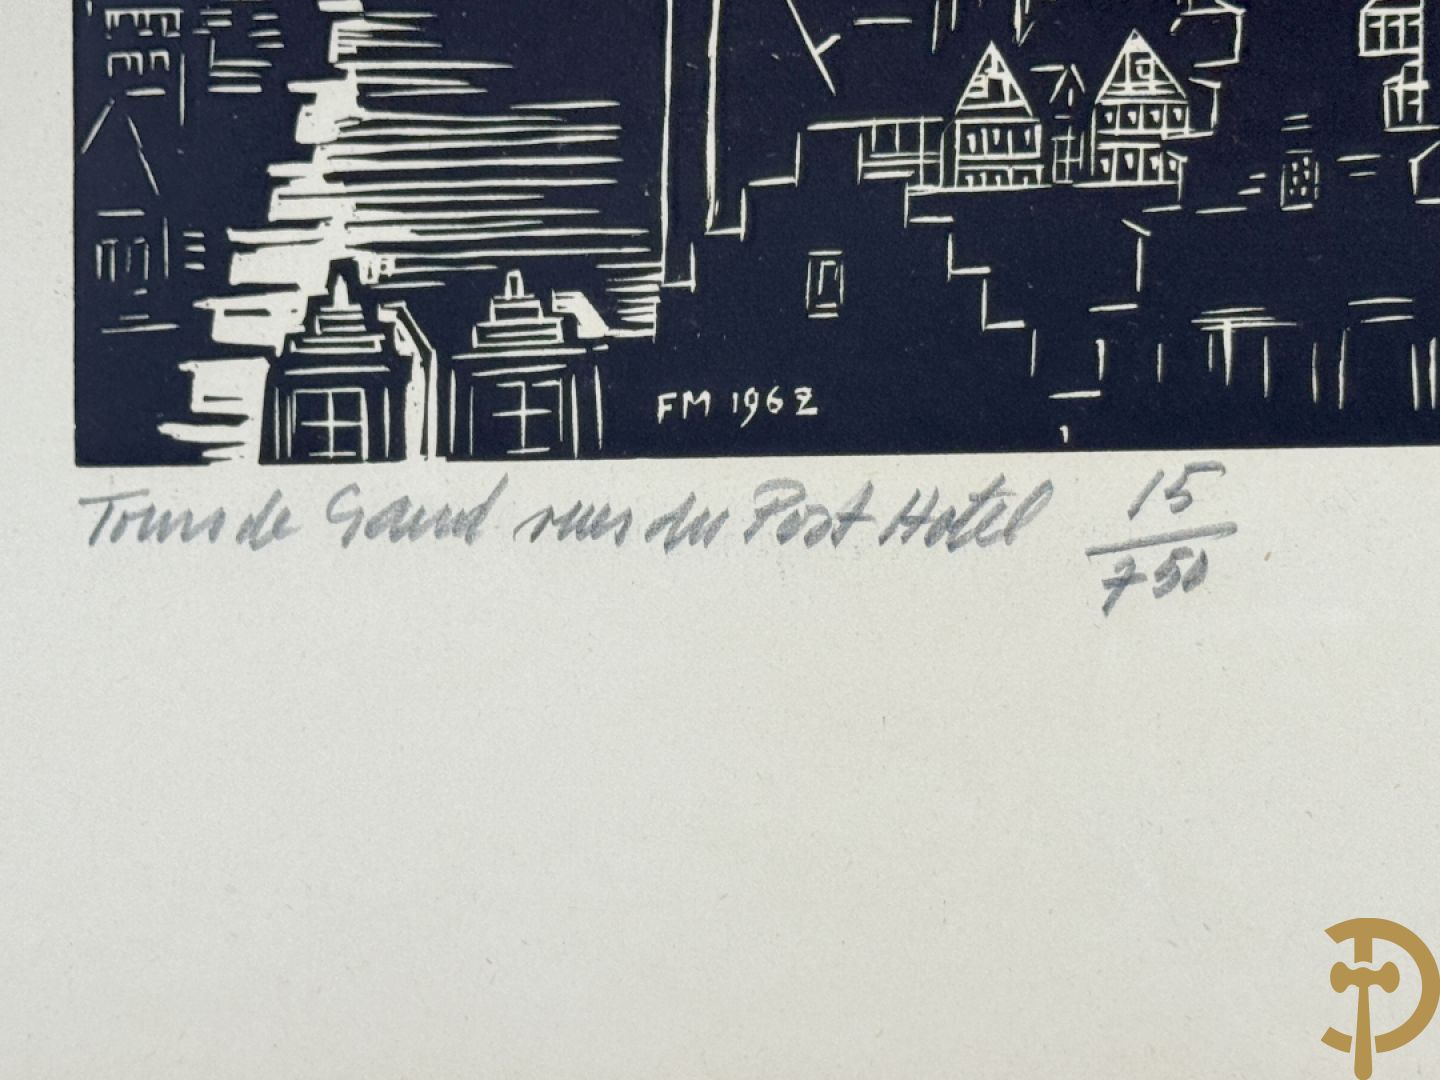 FM 1962
Tours de Gand vues du Post Hotel 15/750